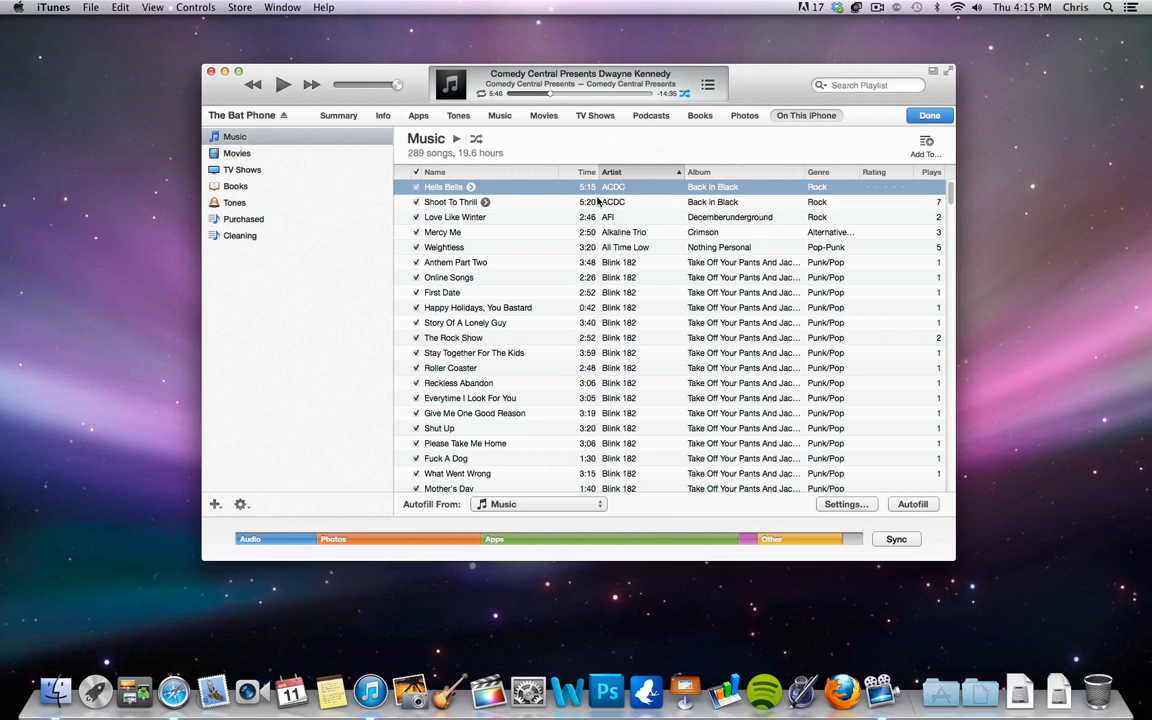 iTunes File Edit View Controls Store Window Help 17 Thu 4:15 PM Chris
Comedy Central Presents Dwayne Kennedy
Comedy Central Presents — Comedy Central Presents
5:46 -14:35
Search Playlist
The Bat Phone Summary Info Apps Tones Music Movies TV Shows Podcasts Books Photos On This iPhone Done
Music
Movies
TV Shows
Books
Tones
Purchased
Cleaning
Music
289 songs, 19.6 hours
Add To...
Name Time Artist Album Genre Rating Plays
Hells Bells 5:15 ACDC Back in Black Rock
Shoot To Thrill 5:20 ACDC Back in Black Rock 7
Love Like Winter 2:46 AFI Decemberunderground Rock 2
Mercy Me 2:50 Alkaline Trio Crimson Alternative... 3
Weightless 3:20 All Time Low Nothing Personal Pop-Punk 5
Anthem Part Two 3:48 Blink 182 Take Off Your Pants And Jac... Punk/Pop 1
Online Songs 2:26 Blink 182 Take Off Your Pants And Jac... Punk/Pop 1
First Date 2:52 Blink 182 Take Off Your Pants And Jac... Punk/Pop 1
Happy Holidays, You Bastard 0:42 Blink 182 Take Off Your Pants And Jac... Punk/Pop 1
Story Of A Lonely Guy 3:40 Blink 182 Take Off Your Pants And Jac... Punk/Pop 1
The Rock Show 2:52 Blink 182 Take Off Your Pants And Jac... Punk/Pop 2
Stay Together For The Kids 3:59 Blink 182 Take Off Your Pants And Jac... Punk/Pop 1
Roller Coaster 2:48 Blink 182 Take Off Your Pants And Jac... Punk/Pop 1
Reckless Abandon 3:06 Blink 182 Take Off Your Pants And Jac... Punk/Pop 1
Everytime I Look For You 3:05 Blink 182 Take Off Your Pants And Jac... Punk/Pop 1
Give Me One Good Reason 3:19 Blink 182 Take Off Your Pants And Jac... Punk/Pop 1
Shut Up 3:20 Blink 182 Take Off Your Pants And Jac... Punk/Pop 1
Please Take Me Home 3:06 Blink 182 Take Off Your Pants And Jac... Punk/Pop 1
Fuck A Dog 1:30 Blink 182 Take Off Your Pants And Jac... Punk/Pop 1
What Went Wrong 3:15 Blink 182 Take Off Your Pants And Jac... Punk/Pop 1
Mother's Day 1:40 Blink 182 Take Off Your Pants And Jac... Punk/Pop
Autofill From: Music Settings... Autofill
Audio Photos Apps Other Sync
11
Ps